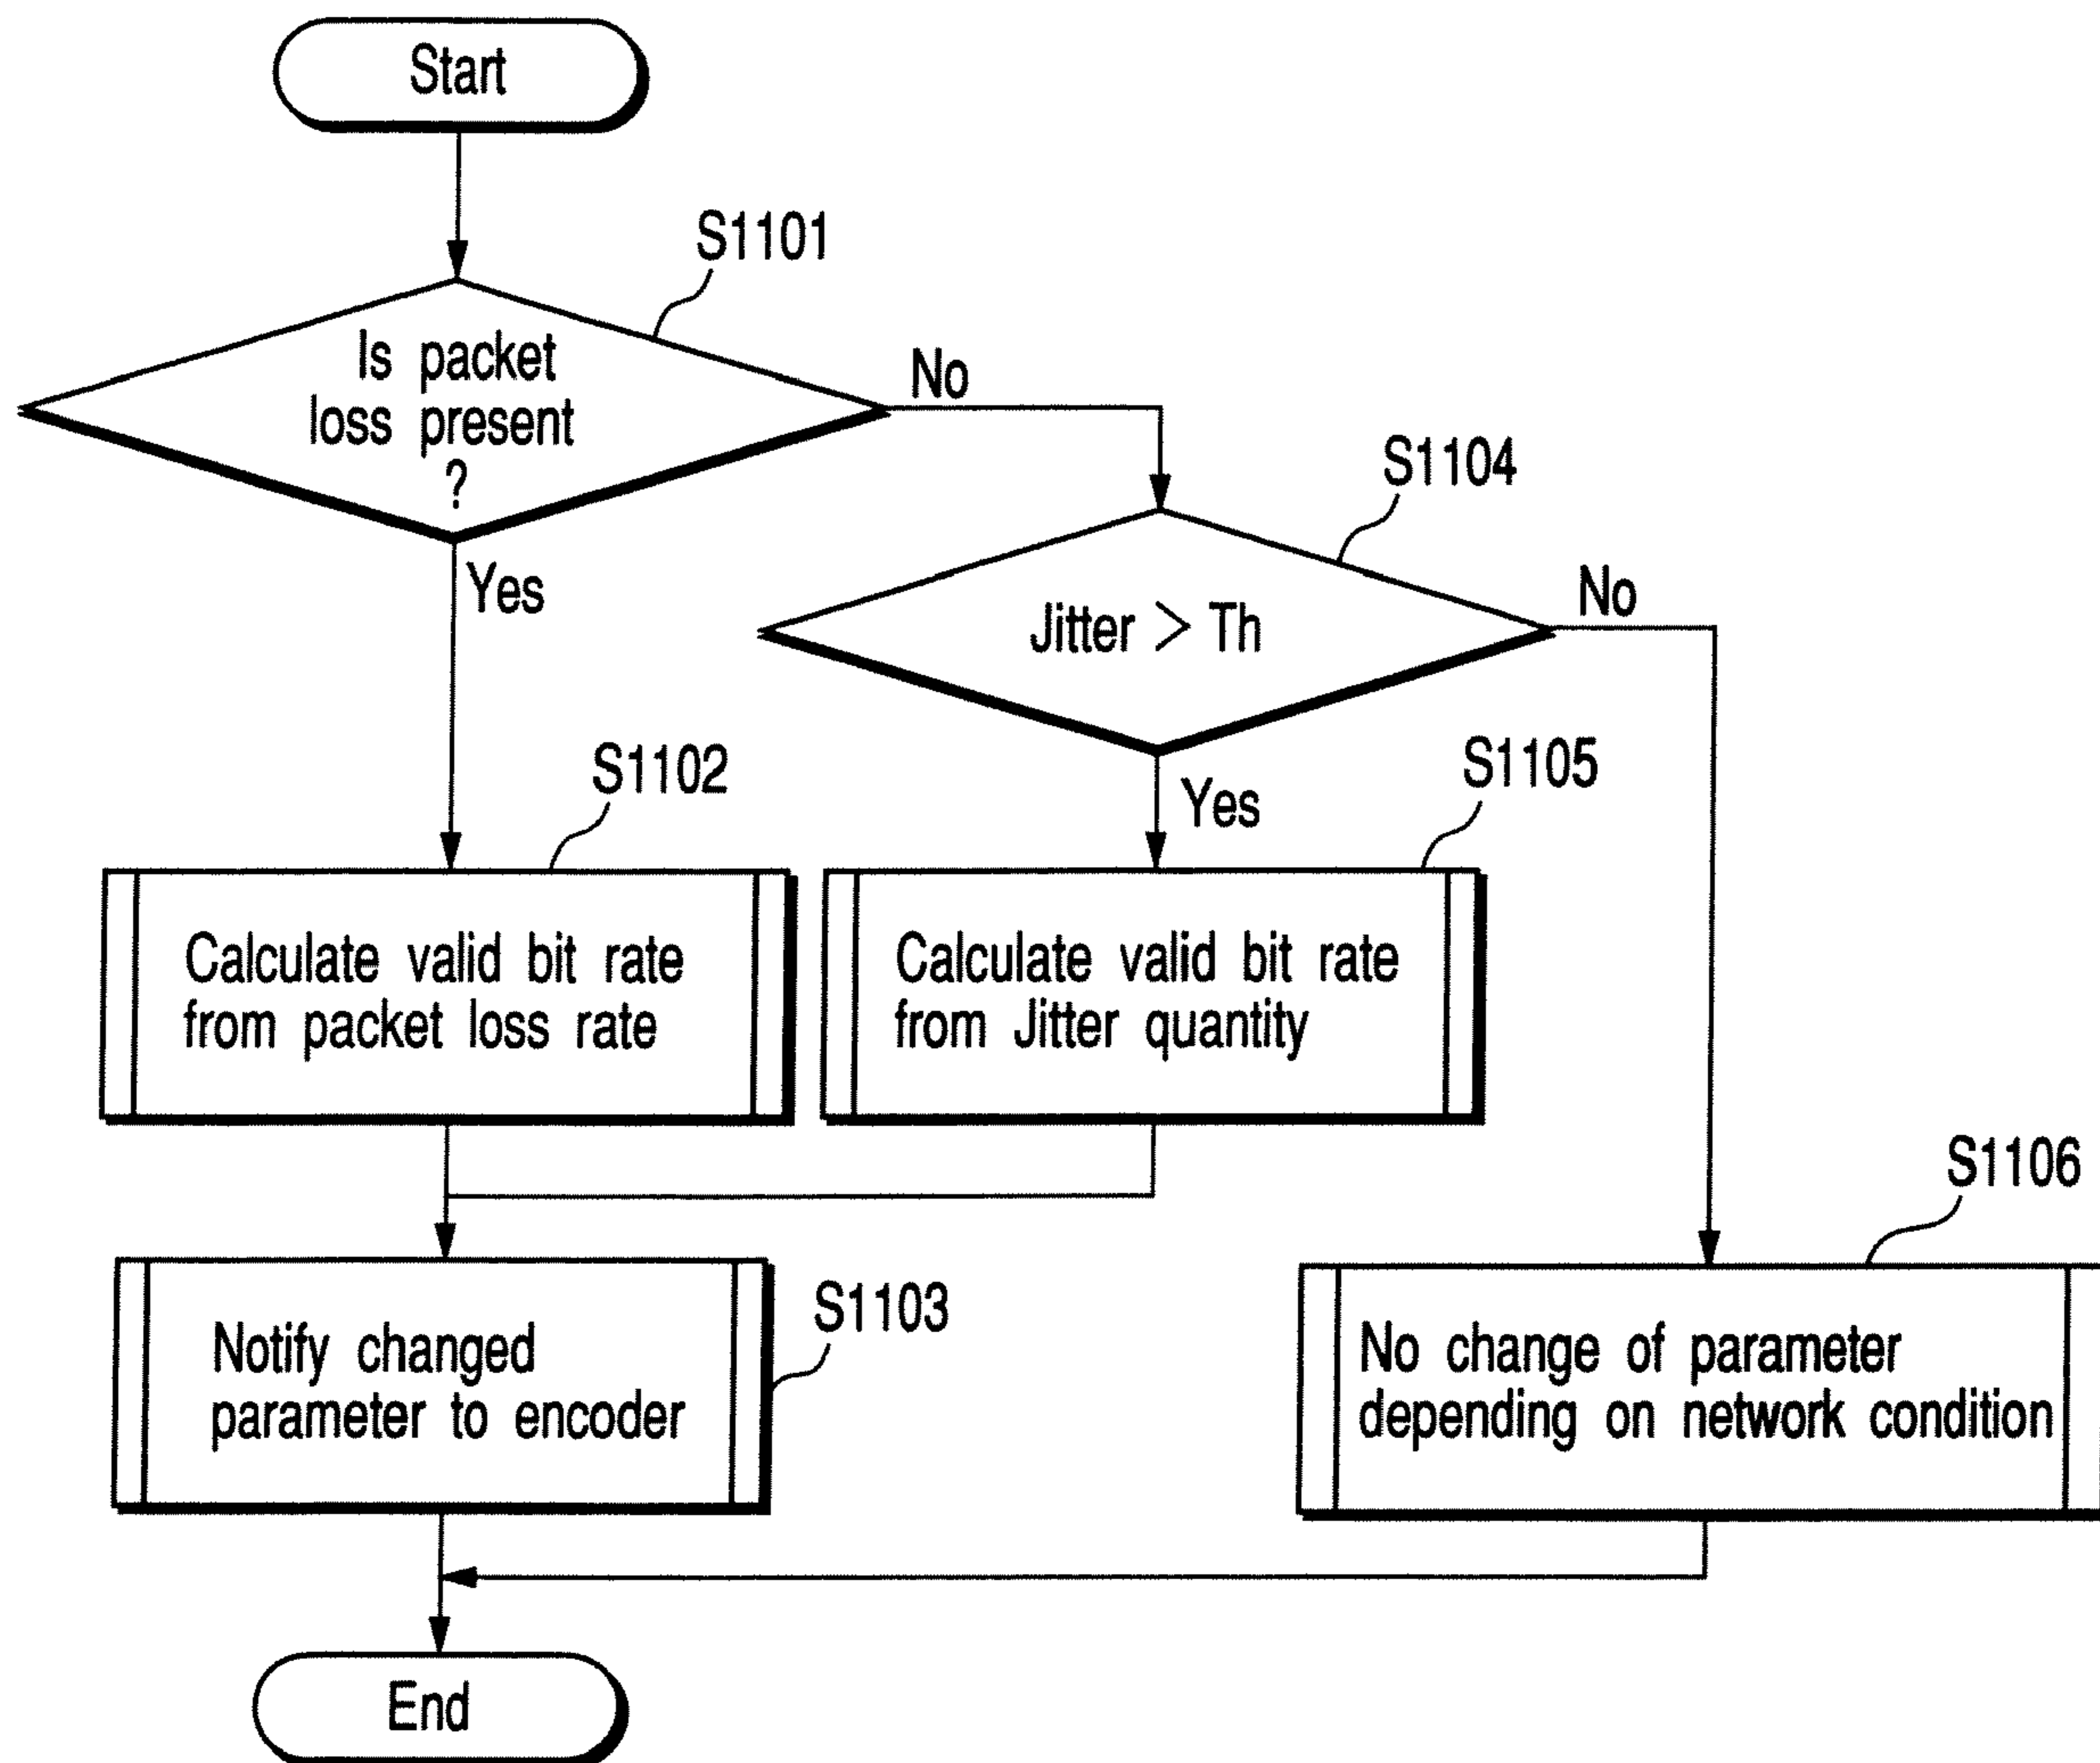 Start
S1101
Is packet
loss present
?
No
Yes
S1104
Jitter > Th
No
Yes
S1102
Calculate valid bit rate
from packet loss rate
S1105
Calculate valid bit rate
from Jitter quantity
S1103
Notify changed
parameter to encoder
S1106
No change of parameter
depending on network condition
End